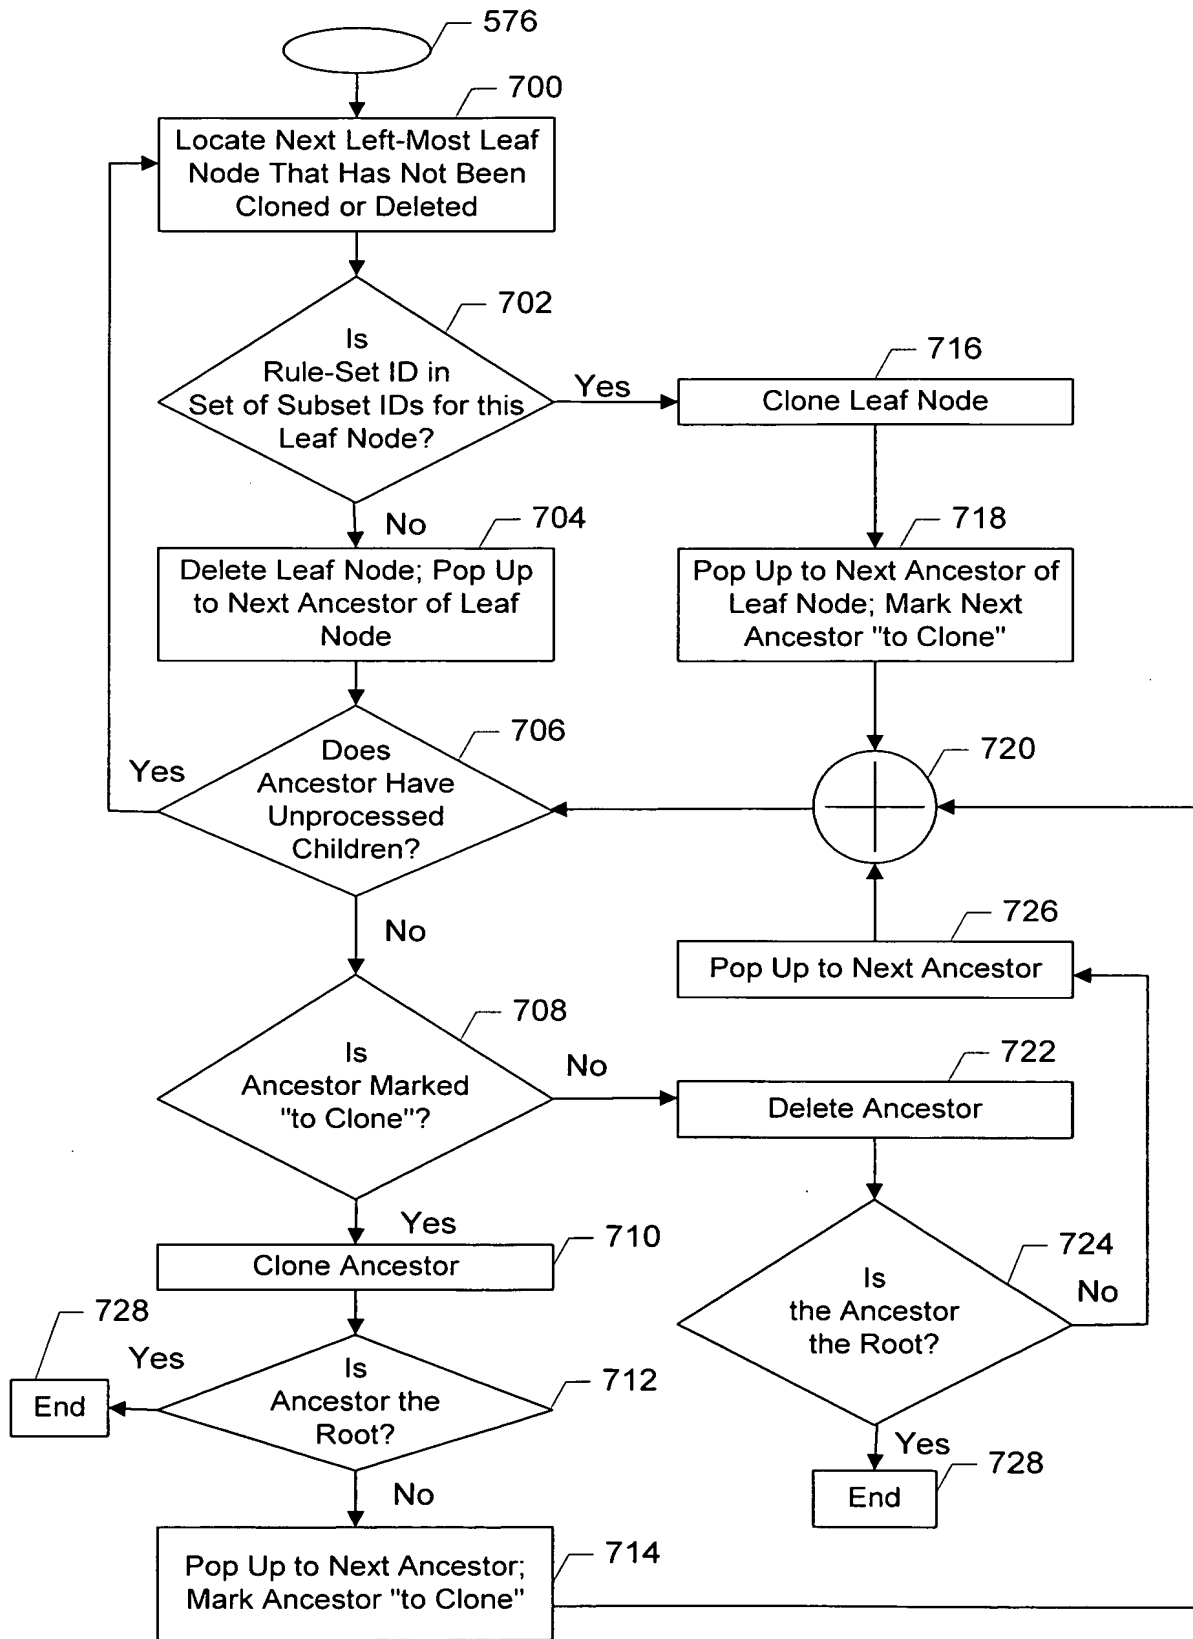 576
700
Locate Next Left-Most Leaf
Node That Has Not Been
Cloned or Deleted
702
Is
Rule-Set ID in
Set of Subset IDs for this
Leaf Node?
Yes
716
Clone Leaf Node
No
704
Delete Leaf Node; Pop Up
to Next Ancestor of Leaf
Node
718
Pop Up to Next Ancestor of
Leaf Node; Mark Next
Ancestor "to Clone"
706
Does
Ancestor Have
Unprocessed
Children?
Yes
720
No
726
Pop Up to Next Ancestor
708
Is
Ancestor Marked
"to Clone"?
No
722
Delete Ancestor
Yes
710
Clone Ancestor
724
Is
the Ancestor
the Root?
No
728
Yes
End
Is
Ancestor the
Root?
712
Yes
728
End
No
714
Pop Up to Next Ancestor;
Mark Ancestor "to Clone"